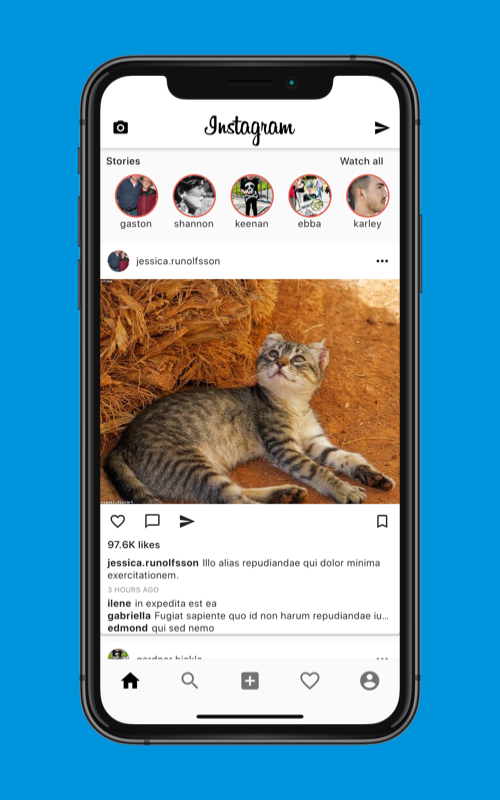 Instagram
Stories
Watch all
gaston
shannon
keenan
ebba
karley
jessica.runolfsson
97.6K likes
jessica.runolfsson Illo alias repudiandae qui dolor minima
exercitationem.
3 HOURS AGO
ilene in expedita est ea
gabriella Fugiat sapiente quo id non harum repudiandae iu...
edmond qui sed nemo